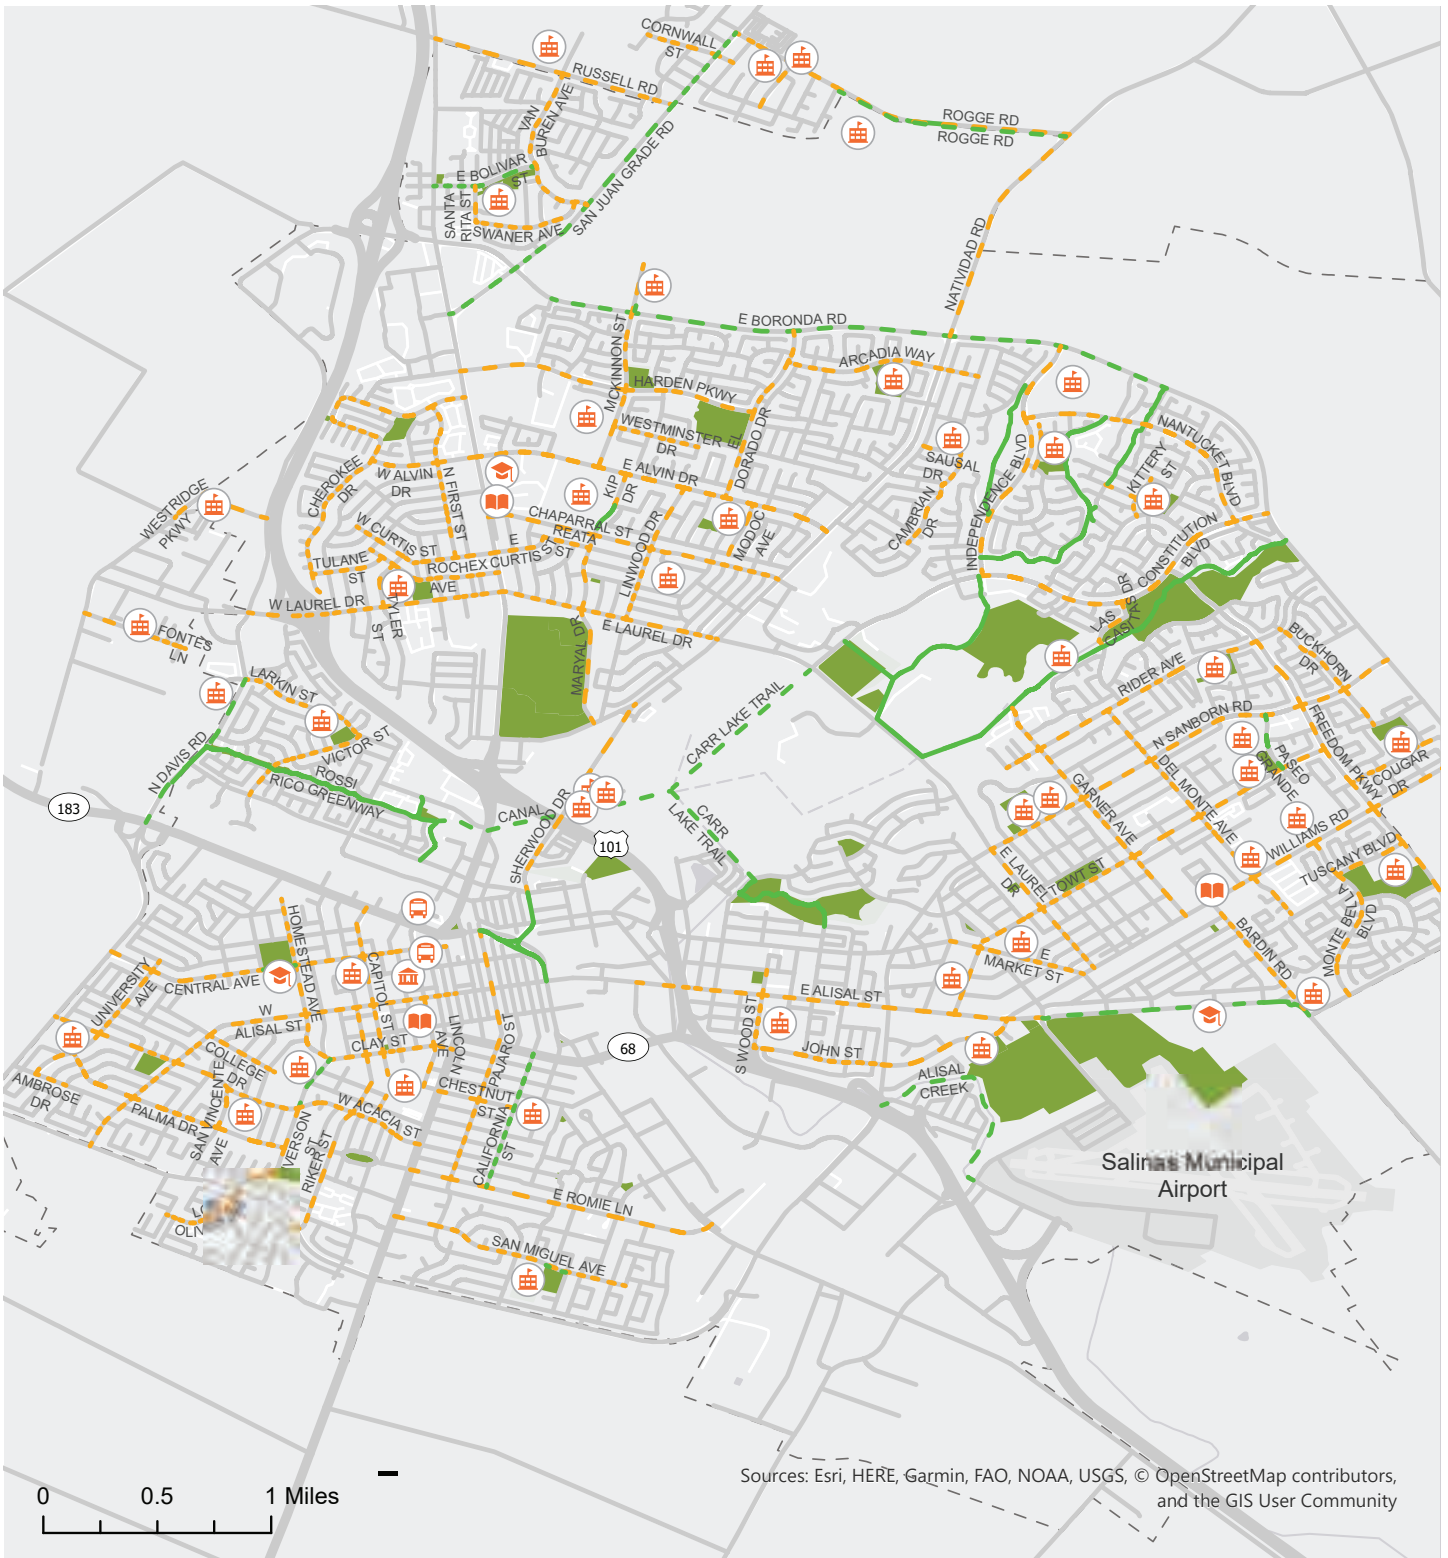 CORNWALL
ST
RUSSELL RD
VAN
BUREN AVE
ROGGE RD
ROGGE RD
E BOLIVAR
ST
SANTA
RITA ST
SWANER AVE
SAN JUAN GRADE RD
NATIVIDAD RD
E BORONDA RD
MCKINNON ST
ARCADIA WAY
HARDEN PKWY
WESTMINSTER
DR
EL
DORADO DR
NANTUCKET BLVD
KITTERY
ST
SAUSAL
DR
CAMBRIAN
DR
INDEPENDENCE BLVD
CHEROKEE
DR
W ALVIN
DR
N FIRST ST
E ALVIN DR
KIP
DR
WESTRIDGE
PKWY
W CURTIS ST
CHAPARRAL ST
REATA
ST
E
CURTIS ST
LINWOOD DR
MODOC
AVE
CONSTITUTION
BLVD
TULANE
ST
ROCHEX
AVE
W LAUREL DR
TYLER
ST
E LAUREL DR
MARYAL DR
LAS
CASITAS DR
FONTES
LN
BUCKHORN
DR
RIDER AVE
LARKIN ST
VICTOR ST
N DAVIS RD
ROSSI
RICO GREENWAY
CARR LAKE TRAIL
N SANBORN RD
FREEDOM PKWY
PASEO
GRANDE
COUGAR
DR
DEL MONTE AVE
GARNER AVE
183
CANAL
SHERWOOD DR
101
CARR
LAKE TRAIL
WILLIAMS RD
TUSCANY BLVD
E LAUREL
DR
TOWT ST
MONTE BELLA
BLVD
BARDIN RD
HOMESTEAD AVE
CAPITOL ST
UNIVERSITY
AVE
CENTRAL AVE
E
MARKET ST
W
ALISAL ST
E ALISAL ST
CLAY ST
LINCOLN
AVE
PAJARO ST
S WOOD ST
68
JOHN ST
COLLEGE
DR
ALISAL
CREEK
AMBROSE
DR
SAN VINCENTE
AVE
CHESTNUT
ST
PALMA DR
W ACACIA ST
CALIFORNIA
ST
IVERSON
ST
RIKER ST
Salinas Municipal
Airport
E ROMIE LN
SAN MIGUEL AVE
Sources: Esri, HERE, Garmin, FAO, NOAA, USGS, © OpenStreetMap contributors,
and the GIS User Community
0 0.5 1 Miles